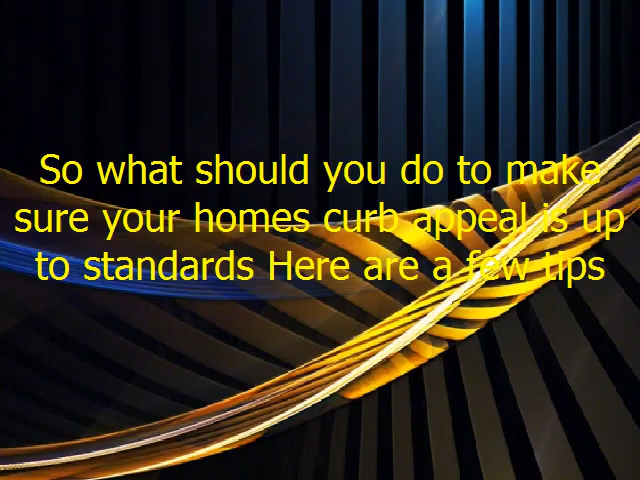 So what should you do to make
sure your homes curb appeal is up
to standards Here are a few tips